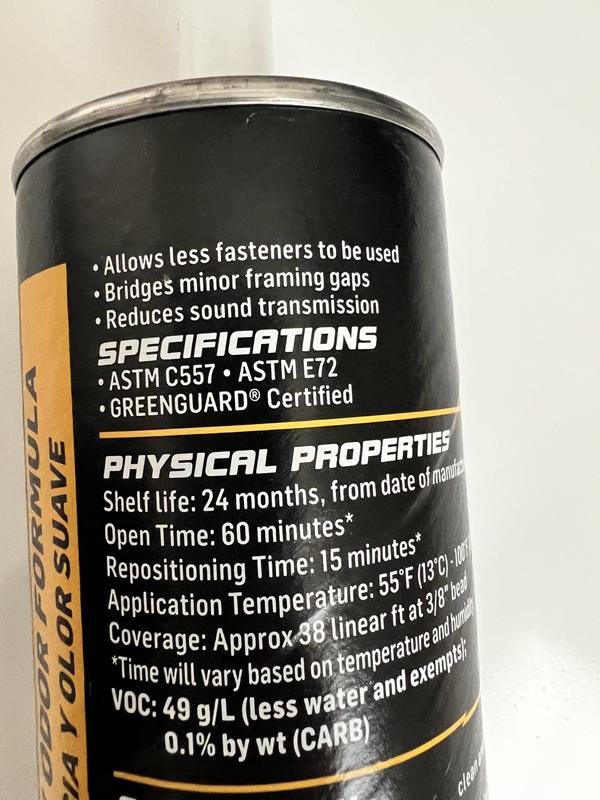 • Allows less fasteners to be used
• Bridges minor framing gaps
• Reduces sound transmission
SPECIFICATIONS
• ASTM C557 • ASTM E72
• GREENGUARD® Certified
PHYSICAL PROPERTIES
Shelf life: 24 months, from date of
Open Time: 60 minutes*
Repositioning Time: 15 minutes*
Application Temperature: 55°F (13°C) - 100°F
Coverage: Approx 38 linear ft at 3/8" bead
*Time will vary based on temperature and humidity
VOC: 49 g/L (less water and exempts);
0.1% by wt (CARB)
clean
ODOR FORMULA
Y OLOR SUAVE